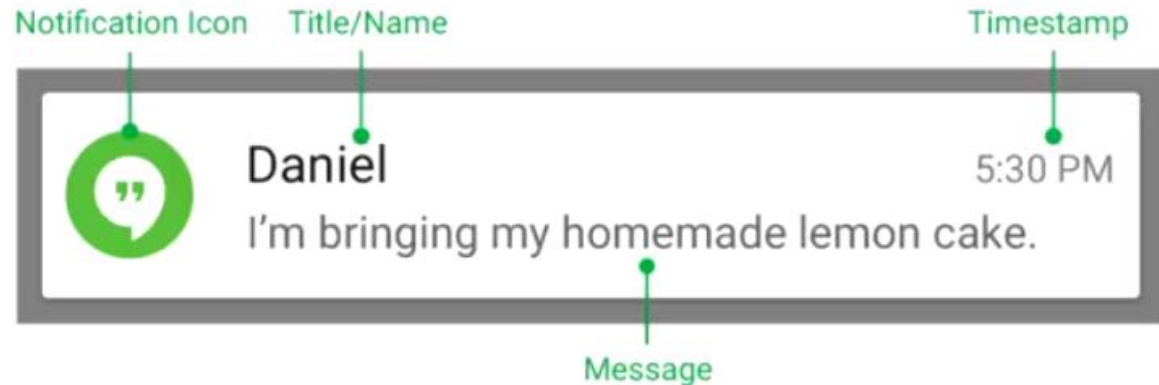 Notification Icon Title/Name Timestamp
Daniel 5:30 PM
I'm bringing my homemade lemon cake.
Message